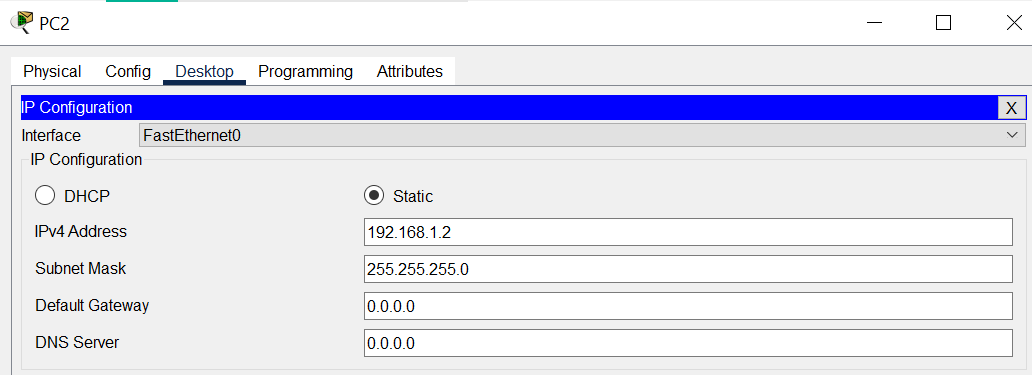 PC2
Physical Config Desktop Programming Attributes
IP Configuration X
Interface FastEthernet0
IP Configuration
DHCP Static
IPv4 Address 192.168.1.2
Subnet Mask 255.255.255.0
Default Gateway 0.0.0.0
DNS Server 0.0.0.0